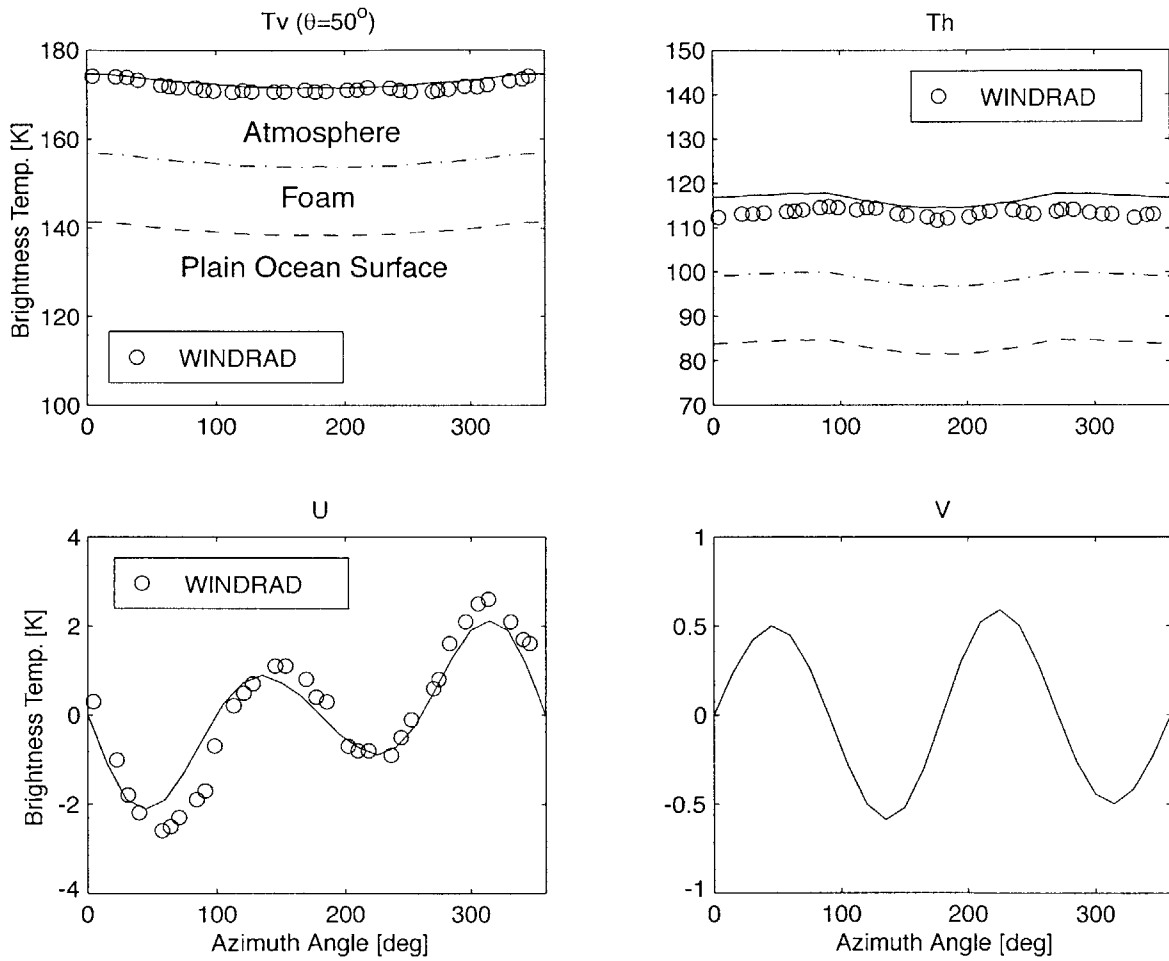 Tv (θ=50°)
Brightness Temp. [K]
180
160
140
120
100
0
100
200
300
Atmosphere
Foam
Plain Ocean Surface
WINDRAD
Th
150
140
130
120
110
100
90
80
70
0
100
200
300
WINDRAD
U
Brightness Temp. [K]
4
2
0
-2
-4
0
100
200
300
Azimuth Angle [deg]
WINDRAD
V
1
0.5
0
-0.5
-1
0
100
200
300
Azimuth Angle [deg]